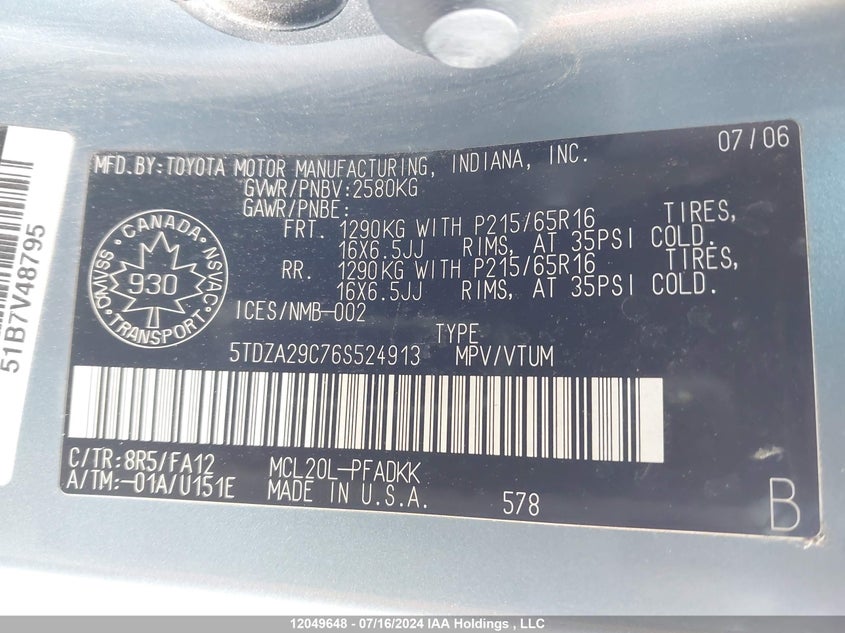 07/06
MFD.BY:TOYOTA MOTOR MANUFACTURING, INDIANA, INC.
GVWR/PNBV:2580KG
GAWR/PNBE:
FRT. 1290KG WITH P215/65R16 TIRES,
16X6.5JJ RIMS, AT 35PSI COLD.
RR. 1290KG WITH P215/65R16 TIRES,
16X6.5JJ RIMS, AT 35PSI COLD.
CANADA
CMVSS 930 NSVAC
TRANSPORT
ICES/NMB-002
TYPE
5TDZA29C76S524913 MPV/VTUM
C/TR:8R5/FA12 MCL20L-PFADKK
A/TM:-01A/U151E MADE IN U.S.A. 578 B
51B7V48795
12049648 - 07/16/2024 IAA Holdings , LLC